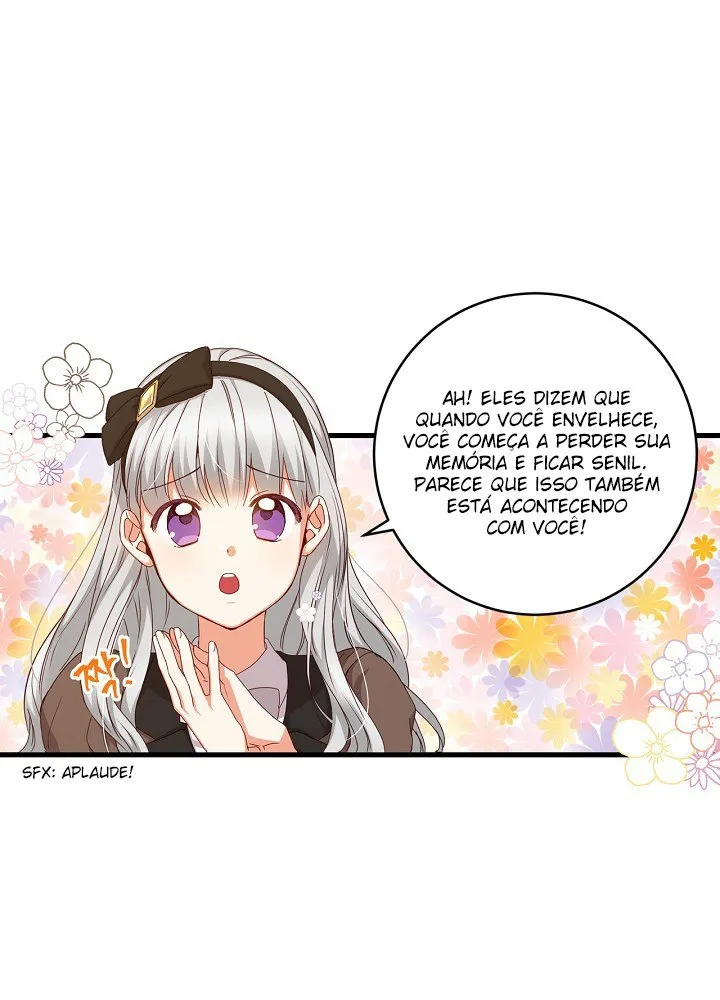 AH! ELES DIZEM QUE
QUANDO VOCÊ ENVELHECE,
VOCÊ COMEÇA A PERDER SUA
MEMÓRIA E FICAR SENIL.
PARECE QUE ISSO TAMBÉM
ESTÁ ACONTECENDO
COM VOCÊ!
짝!
SFX: APLAUDE!